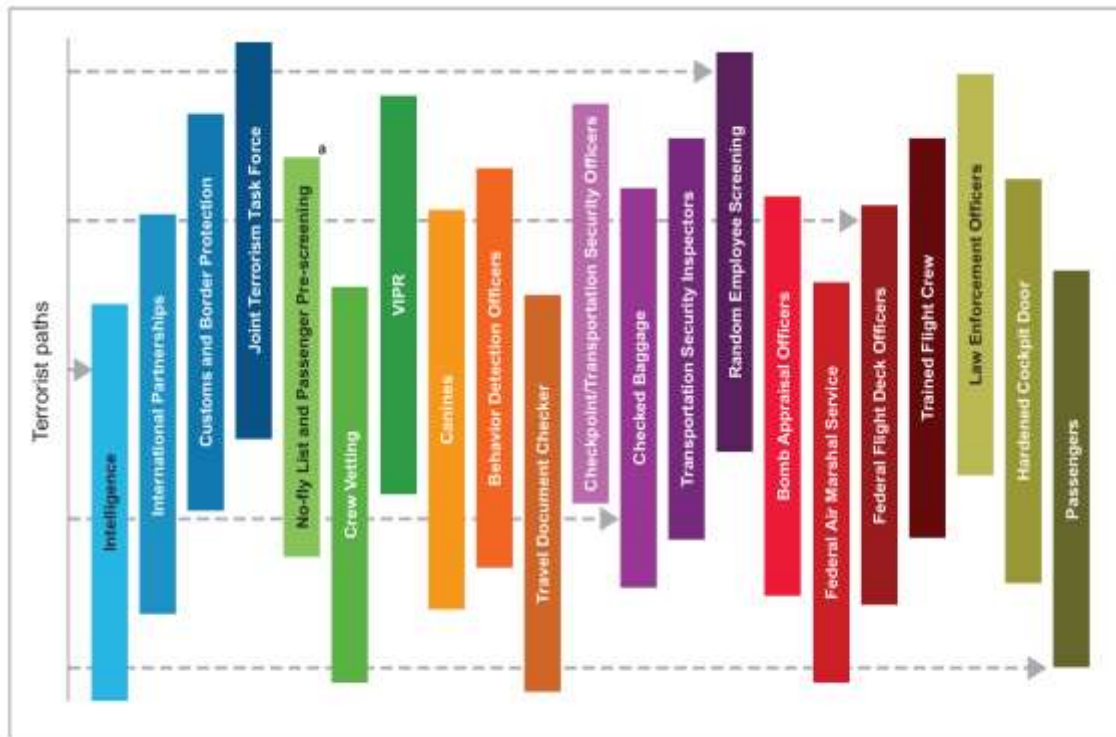 Terrorist paths
Intelligence
International Partnerships
Customs and Border Protection
Joint Terrorism Task Force
No-fly List and Passenger Pre-screening a
Crew Vetting
VIPR
Canines
Behavior Detection Officers
Travel Document Checker
Checkpoint/Transportation Security Officers
Checked Baggage
Transportation Security Inspectors
Random Employee Screening
Bomb Appraisal Officers
Federal Air Marshal Service
Federal Flight Deck Officers
Trained Flight Crew
Law Enforcement Officers
Hardened Cockpit Door
Passengers